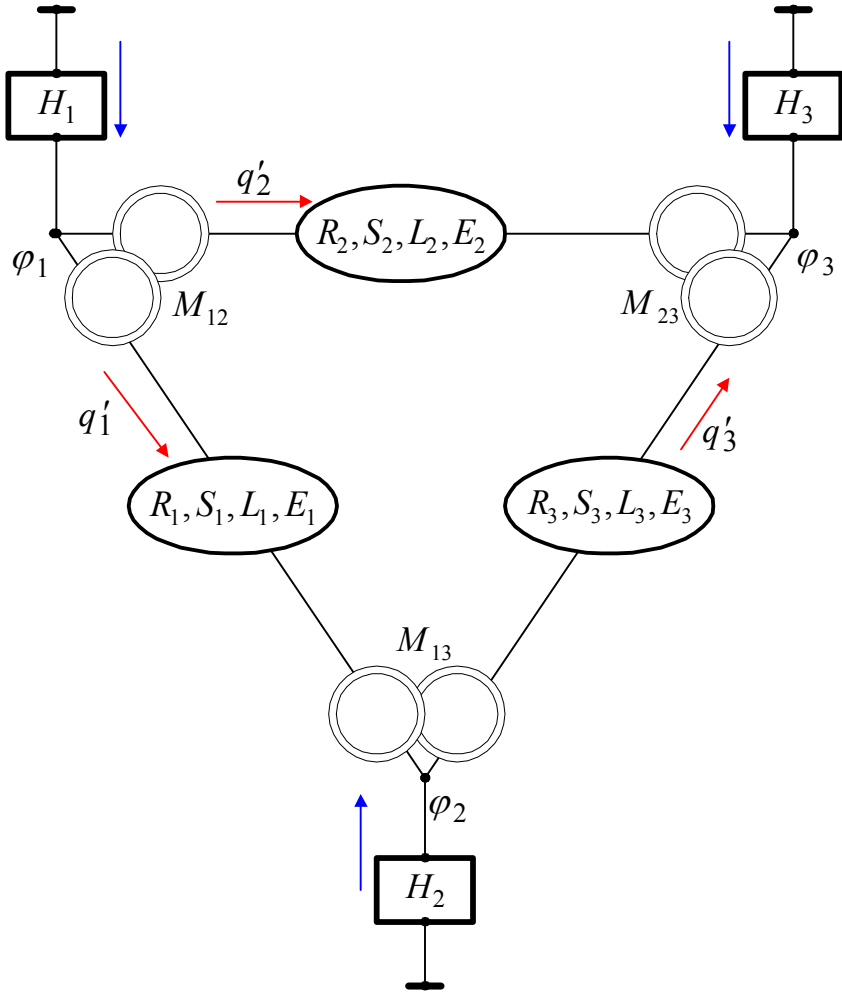 H₁
H₃
q′₂
R₂, S₂, L₂, E₂
φ₁
φ₃
M₁₂
M₂₃
q′₁
q′₃
R₁, S₁, L₁, E₁
R₃, S₃, L₃, E₃
M₁₃
φ₂
H₂